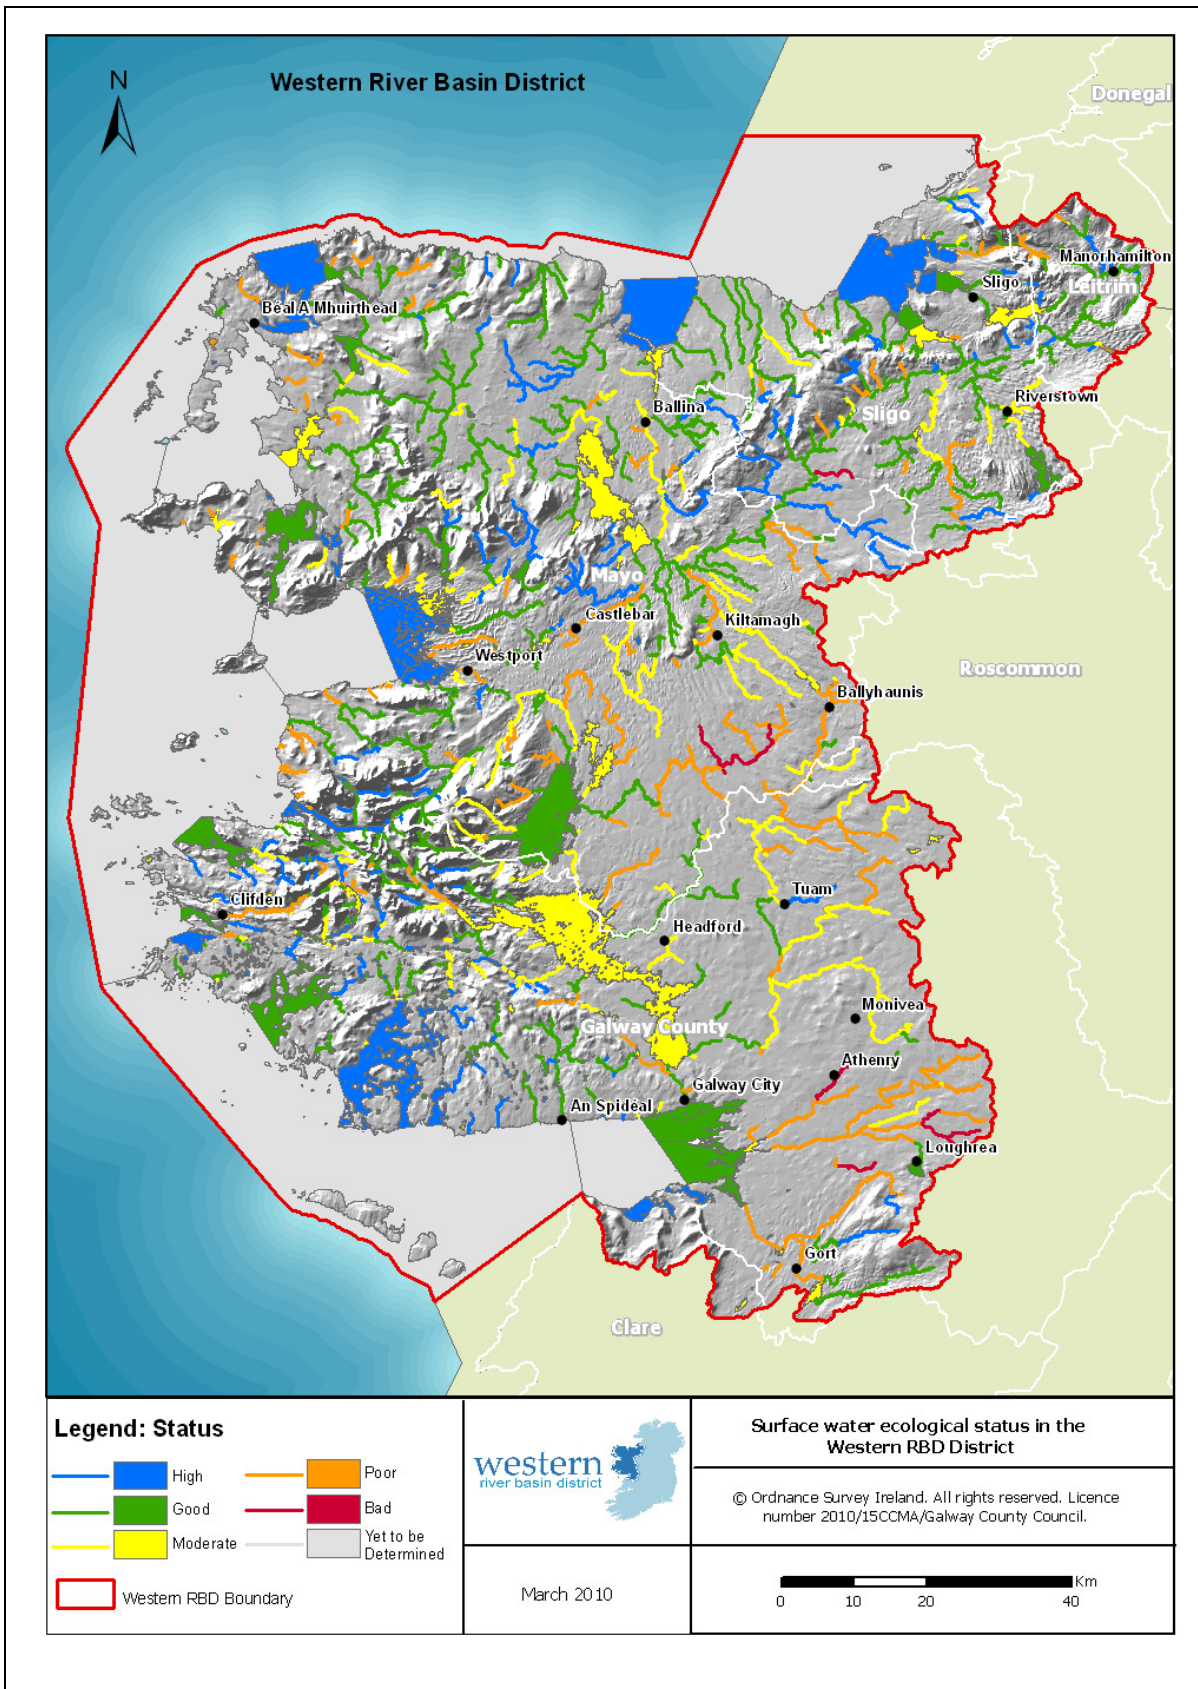 Western River Basin District
N
Donegal
Manorhamilton
Leitrim
Sligo
Béal A Mhuirthead
Riverstown
Sligo
Ballina
Mayo
Castlebar
Kiltamagh
Westport
Roscommon
Ballyhaunis
Tuam
Clifden
Headford
Monivea
Galway County
Athenry
Galway City
An Spidéal
Loughrea
Gort
Clare
Legend: Status
High
Good
Moderate
Poor
Bad
Yet to be
Determined
Western RBD Boundary
western
river basin district
March 2010
Surface water ecological status in the
Western RBD District
© Ordnance Survey Ireland. All rights reserved. Licence
number 2010/15CCMA/Galway County Council.
Km
0 10 20 40